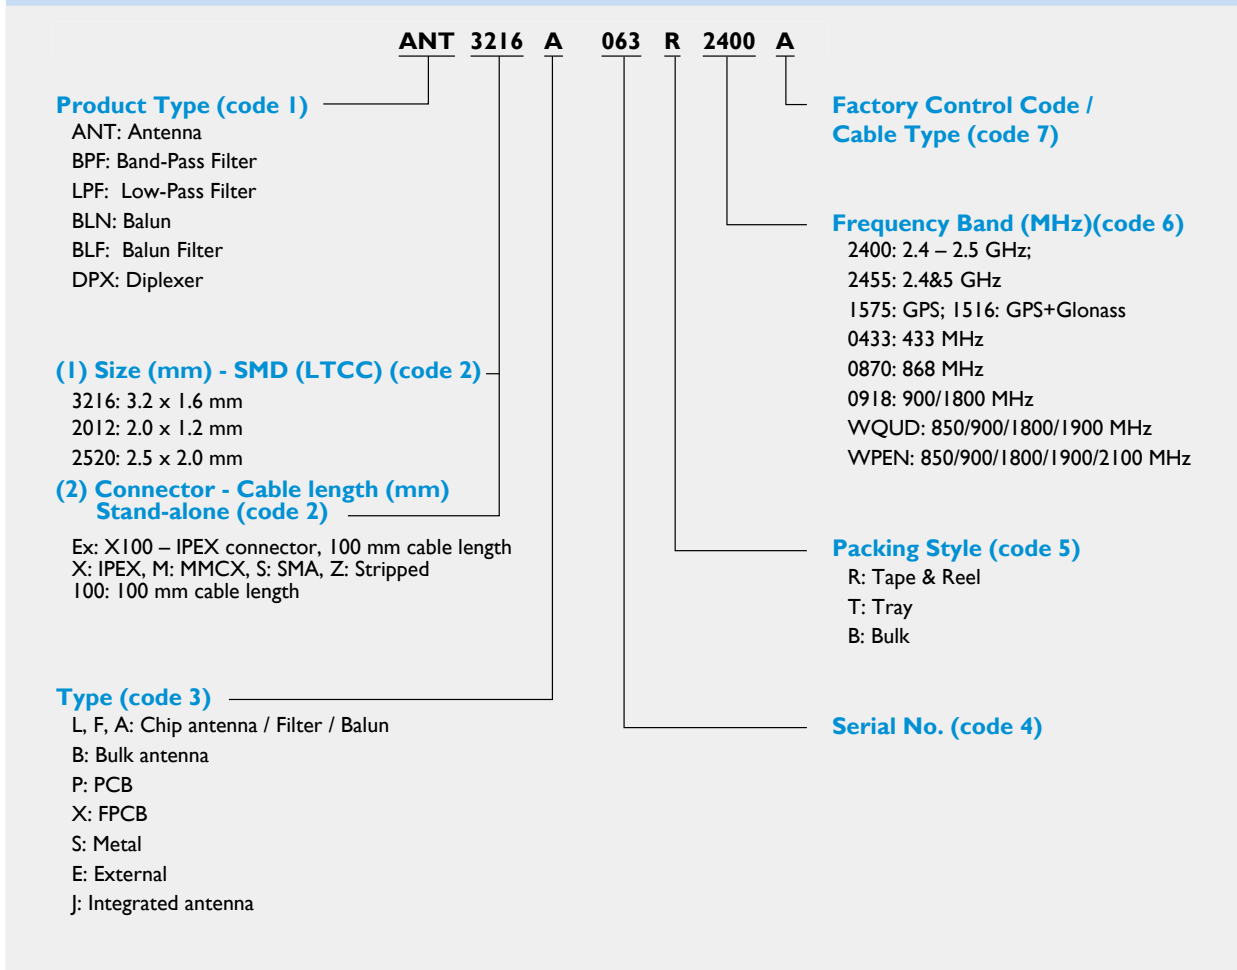 ANT 3216 A 063 R 2400 A
Product Type (code 1)
ANT: Antenna
BPF: Band-Pass Filter
LPF: Low-Pass Filter
BLN: Balun
BLF: Balun Filter
DPX: Diplexer
(1) Size (mm) - SMD (LTCC) (code 2)
3216: 3.2 x 1.6 mm
2012: 2.0 x 1.2 mm
2520: 2.5 x 2.0 mm
(2) Connector - Cable length (mm)
Stand-alone (code 2)
Ex: X100 – IPEX connector, 100 mm cable length
X: IPEX, M: MMCX, S: SMA, Z: Stripped
100: 100 mm cable length
Type (code 3)
L, F, A: Chip antenna / Filter / Balun
B: Bulk antenna
P: PCB
X: FPCB
S: Metal
E: External
J: Integrated antenna
Factory Control Code /
Cable Type (code 7)
Frequency Band (MHz)(code 6)
2400: 2.4 – 2.5 GHz;
2455: 2.4&5 GHz
1575: GPS; 1516: GPS+Glonass
0433: 433 MHz
0870: 868 MHz
0918: 900/1800 MHz
WQUD: 850/900/1800/1900 MHz
WPEN: 850/900/1800/1900/2100 MHz
Packing Style (code 5)
R: Tape & Reel
T: Tray
B: Bulk
Serial No. (code 4)